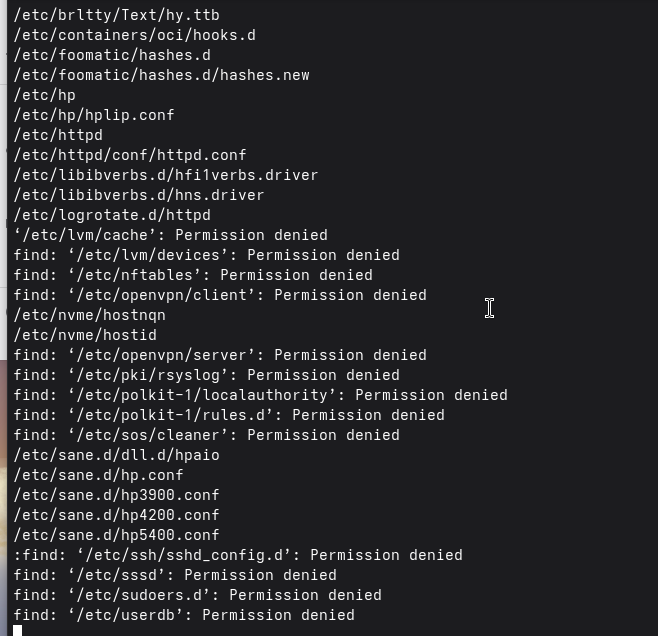 /etc/brltty/Text/hy.ttb
/etc/containers/oci/hooks.d
/etc/foomatic/hashes.d
/etc/foomatic/hashes.d/hashes.new
/etc/hp
/etc/hp/hplip.conf
/etc/httpd
/etc/httpd/conf/httpd.conf
/etc/libibverbs.d/hfi1verbs.driver
/etc/libibverbs.d/hns.driver
/etc/logrotate.d/httpd
‘/etc/lvm/cache’: Permission denied
find: ‘/etc/lvm/devices’: Permission denied
find: ‘/etc/nftables’: Permission denied
find: ‘/etc/openvpn/client’: Permission denied
/etc/nvme/hostnqn
/etc/nvme/hostid
find: ‘/etc/openvpn/server’: Permission denied
find: ‘/etc/pki/rsyslog’: Permission denied
find: ‘/etc/polkit-1/localauthority’: Permission denied
find: ‘/etc/polkit-1/rules.d’: Permission denied
find: ‘/etc/sos/cleaner’: Permission denied
/etc/sane.d/dll.d/hpaio
/etc/sane.d/hp.conf
/etc/sane.d/hp3900.conf
/etc/sane.d/hp4200.conf
/etc/sane.d/hp5400.conf
:find: ‘/etc/ssh/sshd_config.d’: Permission denied
find: ‘/etc/sssd’: Permission denied
find: ‘/etc/sudoers.d’: Permission denied
find: ‘/etc/userdb’: Permission denied